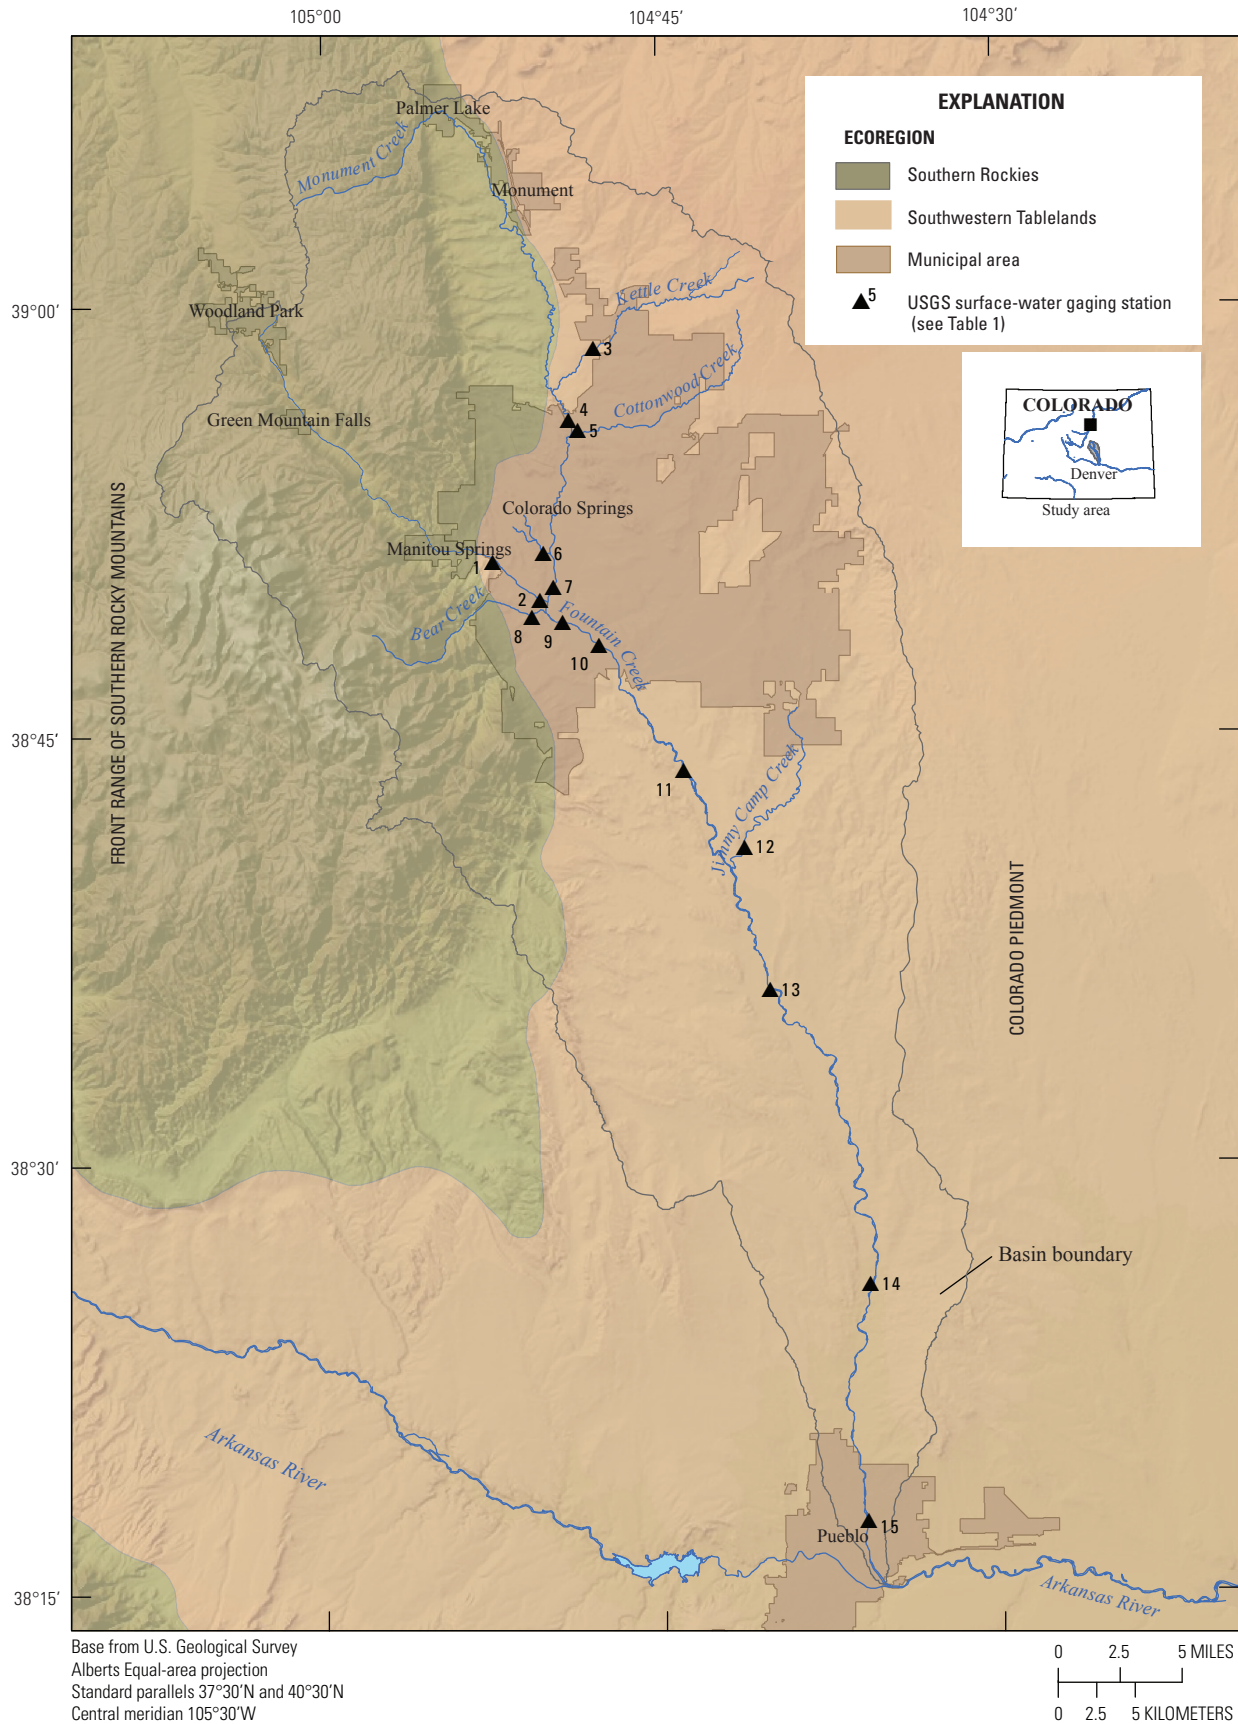 105°00'
104°45'
104°30'
EXPLANATION
ECOREGION
Southern Rockies
Southwestern Tablelands
Municipal area
5
USGS surface-water gaging station
(see Table 1)
COLORADO
Denver
Study area
Palmer Lake
Monument Creek
Monument
Kettle Creek
39°00'
Woodland Park
3
Cottonwood Creek
4
5
Green Mountain Falls
Colorado Springs
Manitou Springs
6
1
7
2
Bear Creek
Fountain Creek
8
9
10
FRONT RANGE OF SOUTHERN ROCKY MOUNTAINS
38°45'
11
Jimmy Camp Creek
12
COLORADO PIEDMONT
13
38°30'
Basin boundary
14
Arkansas River
15
Pueblo
38°15'
Arkansas River
Base from U.S. Geological Survey
Alberts Equal-area projection
Standard parallels 37°30'N and 40°30'N
Central meridian 105°30'W
0 2.5 5 MILES
0 2.5 5 KILOMETERS